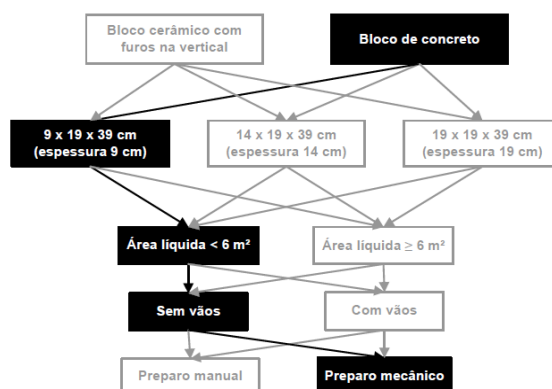 Bloco cerâmico com
furos na vertical
Bloco de concreto
9 x 19 x 39 cm
(espessura 9 cm)
14 x 19 x 39 cm
(espessura 14 cm)
19 x 19 x 39 cm
(espessura 19 cm)
Área líquida < 6 m²
Área líquida ≥ 6 m²
Sem vãos
Com vãos
Preparo manual
Preparo mecânico